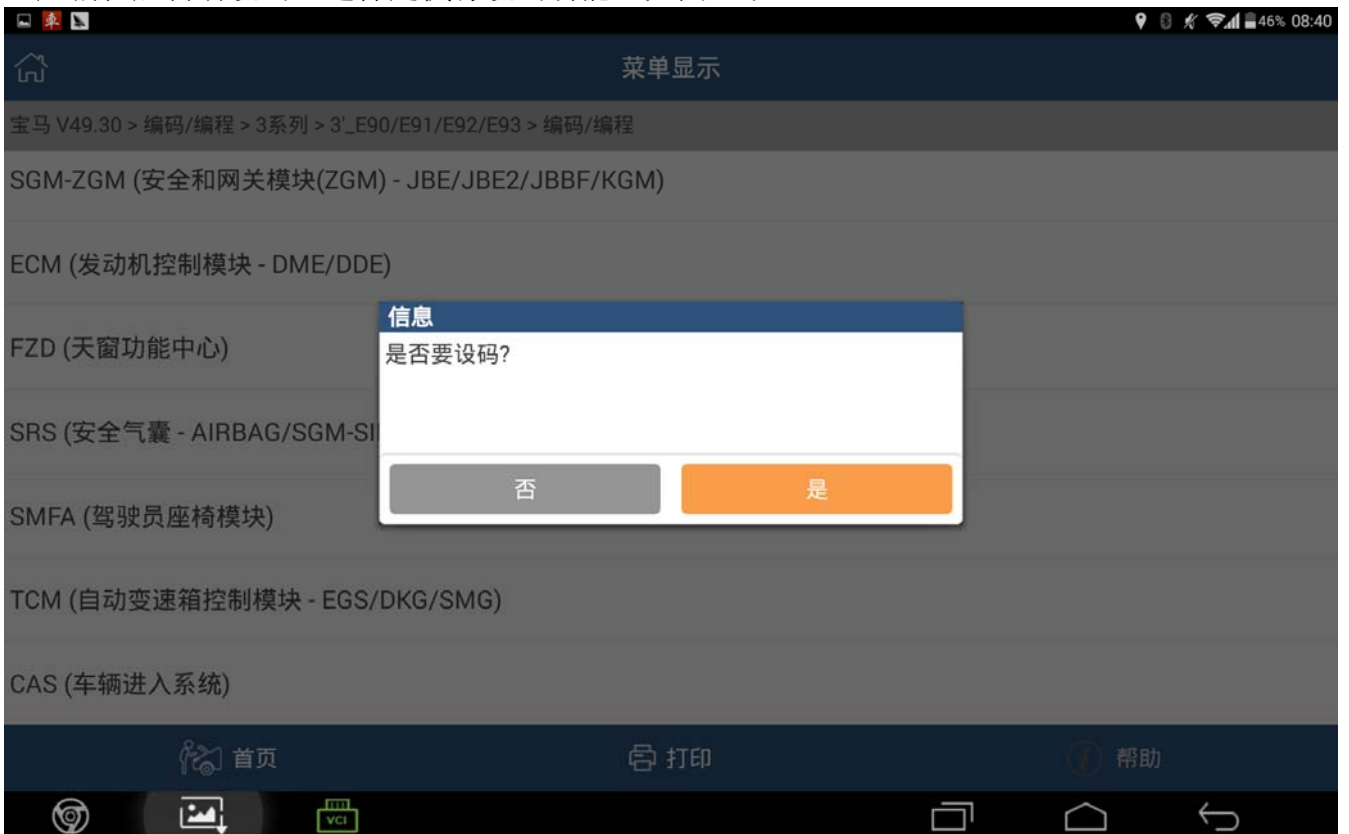 46% 08:40
菜单显示
宝马 V49.30 > 编码/编程 > 3系列 > 3'_E90/E91/E92/E93 > 编码/编程
SGM-ZGM (安全和网关模块(ZGM) - JBE/JBE2/JBBF/KGM)
ECM (发动机控制模块 - DME/DDE)
信息
FZD (天窗功能中心)
是否要设码?
SRS (安全气囊 - AIRBAG/SGM-SI
否 是
SMFA (驾驶员座椅模块)
TCM (自动变速箱控制模块 - EGS/DKG/SMG)
CAS (车辆进入系统)
首页 打印 帮助
VCI